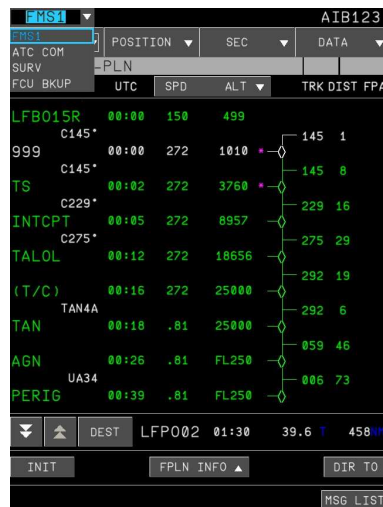 FMS1 AIB123
FMS1
ATC COM POSITION SEC DATA
SURV -PLN
FCU BKUP UTC SPD ALT TRK DIST FPA
LFBO15R 00:00 150 499
C145° 145 1
999 00:00 272 1010 *
C145° 145 8
TS 00:02 272 3760 *
C229° 229 16
INTCPT 00:05 272 8957
C275° 275 29
TALOL 00:12 272 18656
292 19
(T/C) 00:16 272 25000
TAN4A 292 6
TAN 00:18 .81 25000
059 46
AGN 00:26 .81 FL250
UA34 006 73
PERIG 00:39 .81 FL250
DEST LFPO02 01:30 39.6 T 458NM
INIT FPLN INFO DIR TO
MSG LIST